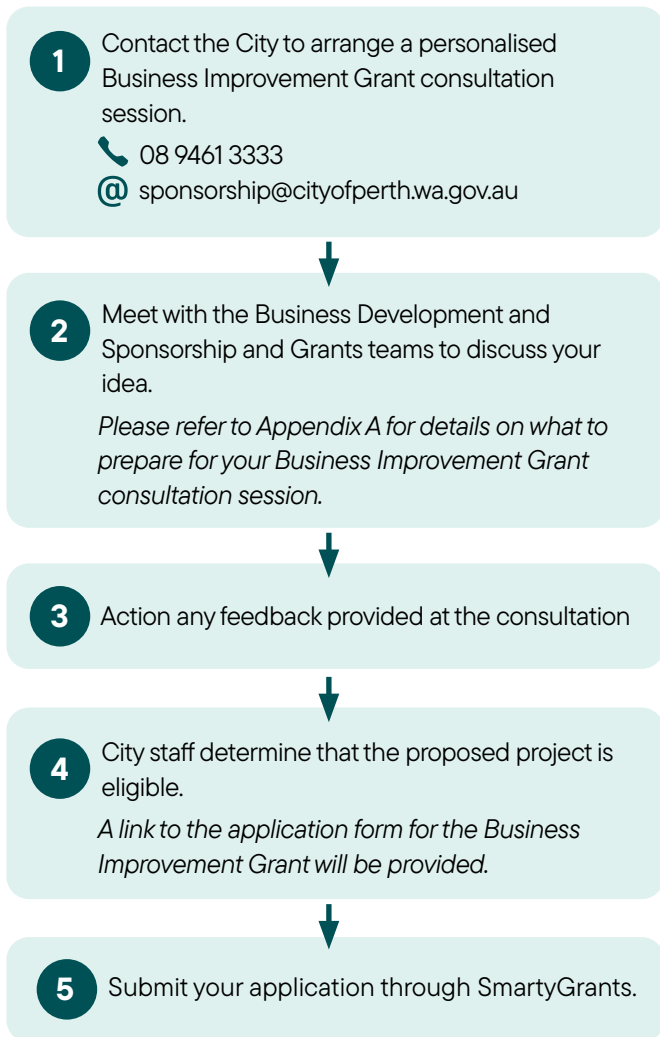 1
Contact the City to arrange a personalised
Business Improvement Grant consultation
session.
08 9461 3333
@ sponsorship@cityofperth.wa.gov.au
2
Meet with the Business Development and
Sponsorship and Grants teams to discuss your
idea.
Please refer to Appendix A for details on what to
prepare for your Business Improvement Grant
consultation session.
3
Action any feedback provided at the consultation
4
City staff determine that the proposed project is
eligible.
A link to the application form for the Business
Improvement Grant will be provided.
5
Submit your application through SmartyGrants.